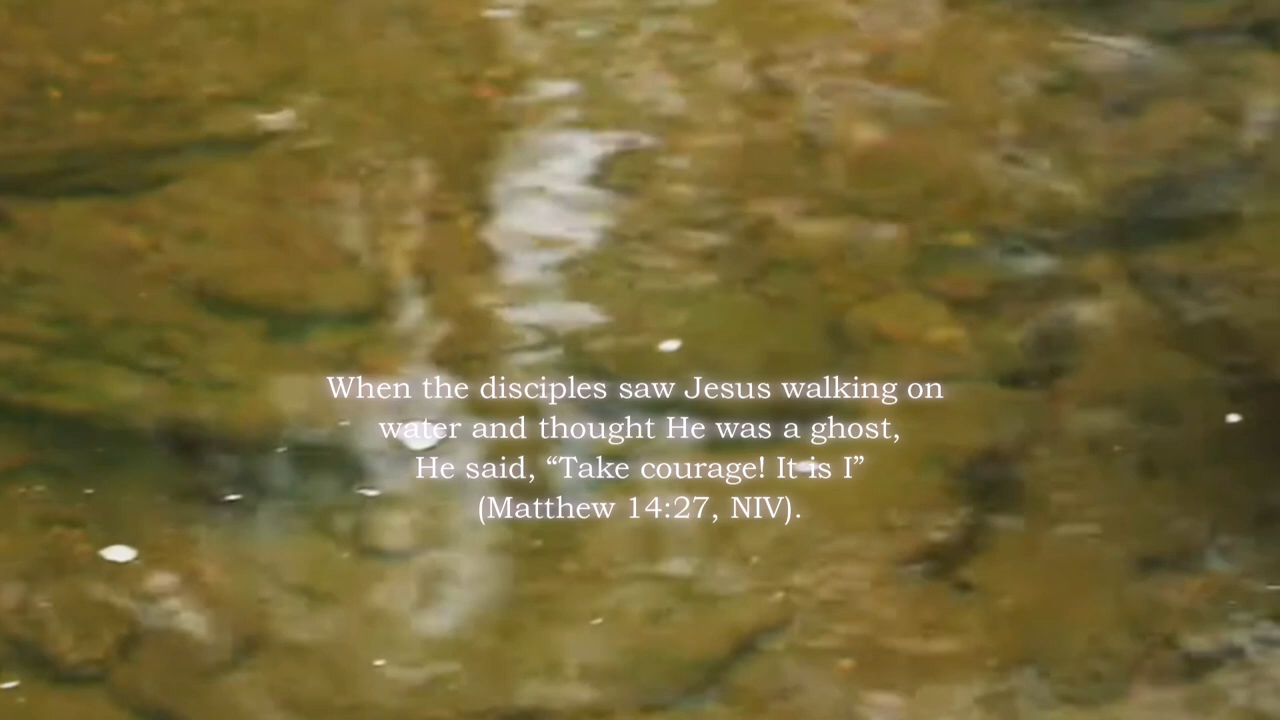 When the disciples saw Jesus walking on
water and thought He was a ghost,
He said, “Take courage! It is I”
(Matthew 14:27, NIV).